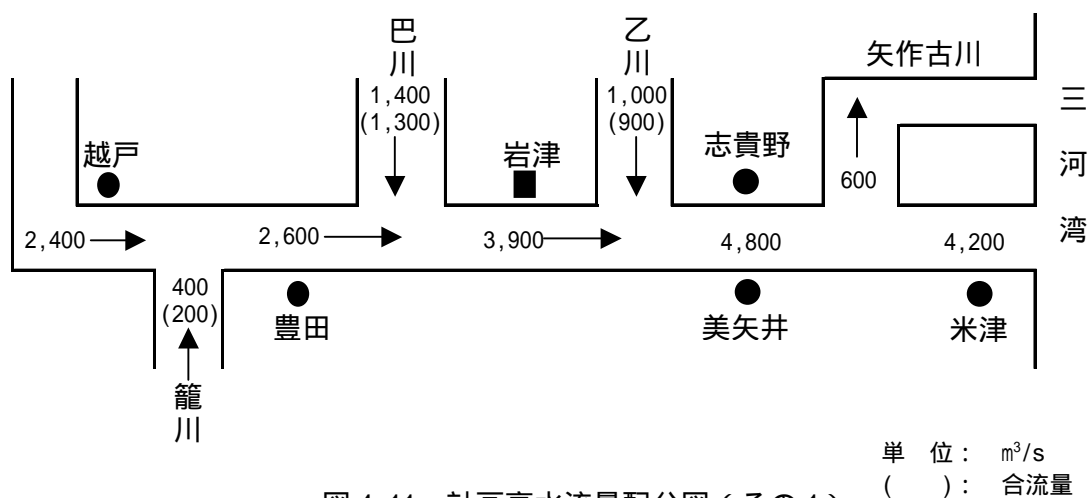 巴川
1,400
(1,300)
乙川
1,000
(900)
矢作古川
三河湾
越戸
岩津
志貴野
600
2,400
2,600
3,900
4,800
4,200
400
(200)
豊田
美矢井
米津
籠川
単 位: m³/s
( ): 合流量